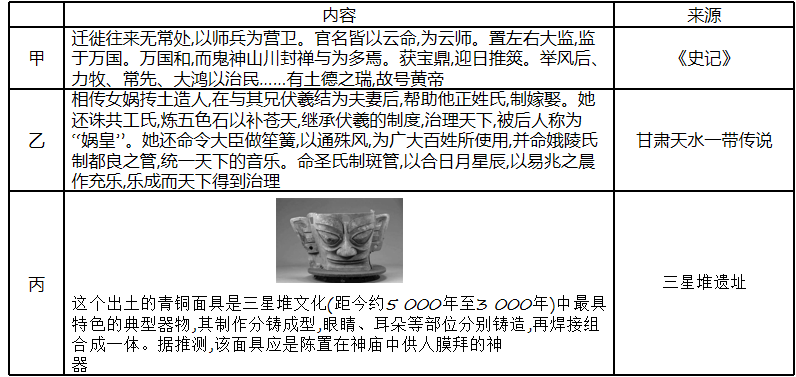 内容 来源
甲
迁徙往来无常处,以师兵为营卫。官名皆以云命,为云师。置左右大监,监
于万国。万国和,而鬼神山川封禅与为多焉。获宝鼎,迎日推筴。举风后、
力牧、常先、大鸿以治民……有土德之瑞,故号黄帝
《史记》
乙
相传女娲抟土造人,在与其兄伏羲结为夫妻后,帮助他正姓氏,制嫁娶。她
还诛共工氏,炼五色石以补苍天,继承伏羲的制度,治理天下,被后人称为
“娲皇”。她还命令大臣做笙簧,以通殊风,为广大百姓所使用,并命娥陵氏
制都良之管,统一天下的音乐。命圣氏制斑管,以合日月星辰,以易兆之晨
作充乐,乐成而天下得到治理
甘肃天水一带传说
丙
这个出土的青铜面具是三星堆文化(距今约5 000年至3 000年)中最具
特色的典型器物,其制作分铸成型,眼睛、耳朵等部位分别铸造,再焊接组
合成一体。据推测,该面具应是陈置在神庙中供人膜拜的神
器
三星堆遗址